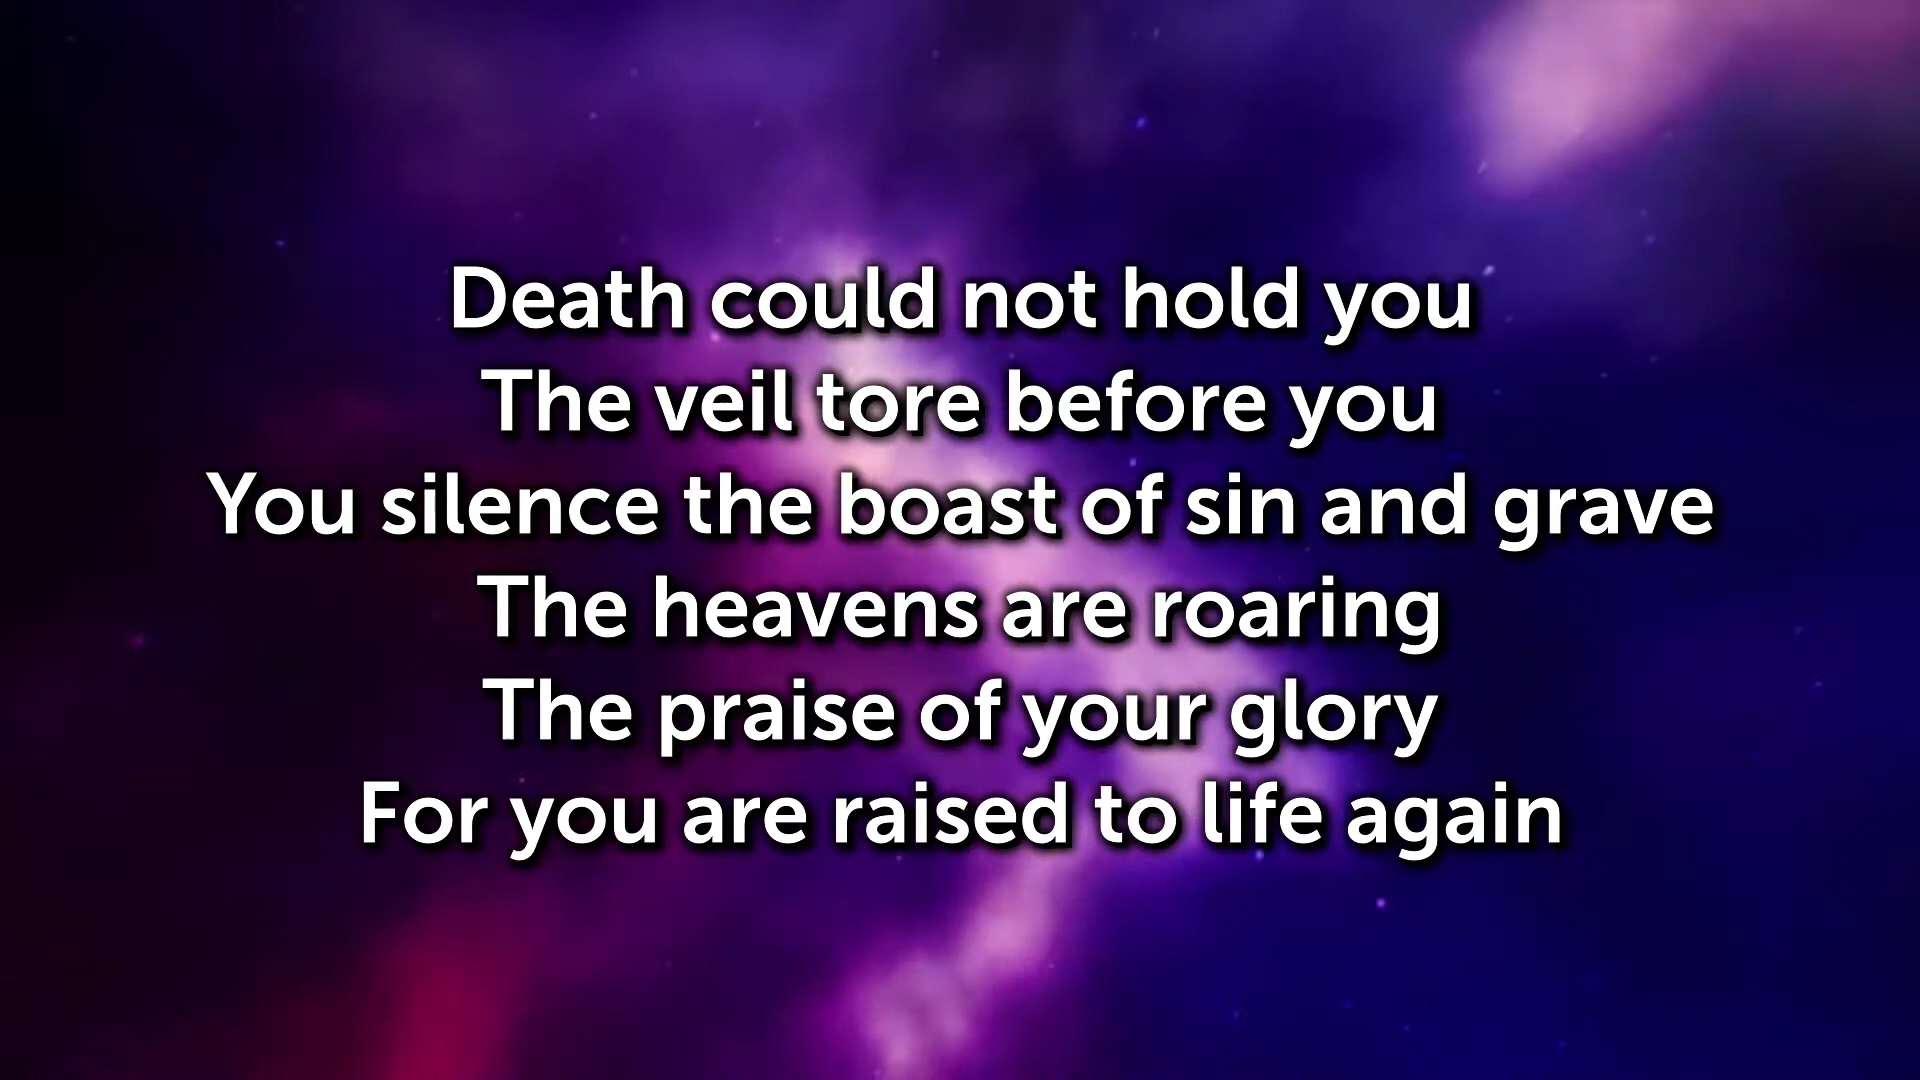 Death could not hold you
The veil tore before you
You silence the boast of sin and grave
The heavens are roaring
The praise of your glory
For you are raised to life again